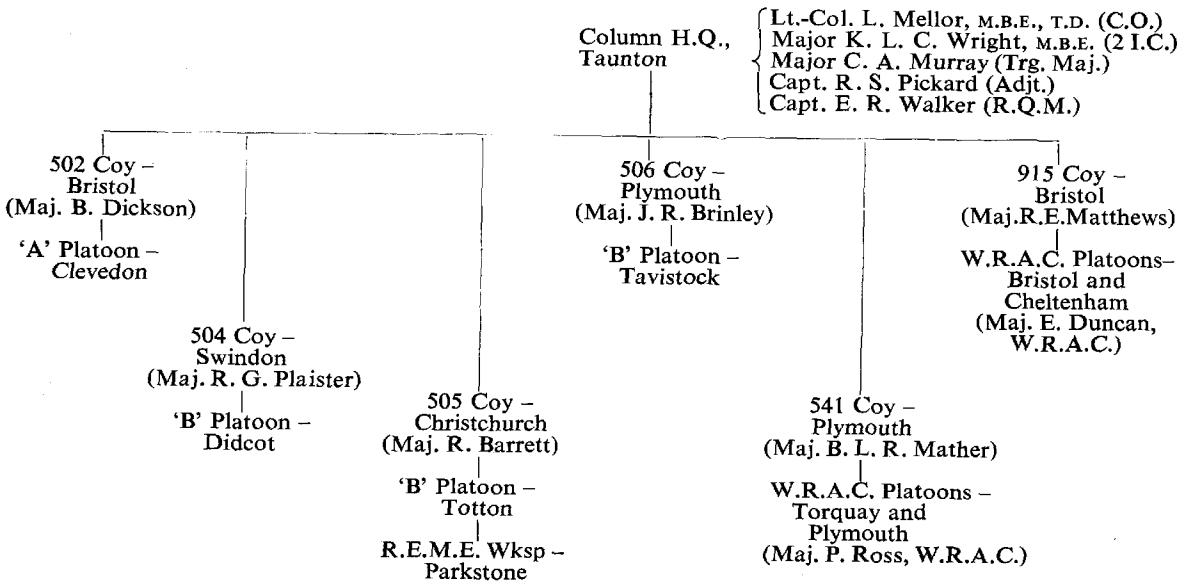 Column H.Q.,
Taunton
Lt.-Col. L. Mellor, M.B.E., T.D. (C.O.)
Major K. L. C. Wright, M.B.E. (2 I.C.)
Major C. A. Murray (Trg. Maj.)
Capt. R. S. Pickard (Adjt.)
Capt. E. R. Walker (R.Q.M.)
502 Coy –
Bristol
(Maj. B. Dickson)
'A' Platoon –
Clevedon
504 Coy –
Swindon
(Maj. R. G. Plaister)
'B' Platoon –
Didcot
505 Coy –
Christchurch
(Maj. R. Barrett)
'B' Platoon –
Totton
R.E.M.E. Wksp –
Parkstone
506 Coy –
Plymouth
(Maj. J. R. Brinley)
'B' Platoon –
Tavistock
541 Coy –
Plymouth
(Maj. B. L. R. Mather)
W.R.A.C. Platoons –
Torquay and
Plymouth
(Maj. P. Ross, W.R.A.C.)
915 Coy –
Bristol
(Maj.R.E.Matthews)
W.R.A.C. Platoons–
Bristol and
Cheltenham
(Maj. E. Duncan,
W.R.A.C.)